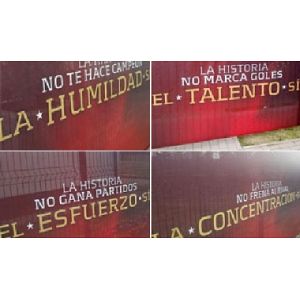 LA HISTORIA
NO TE HACE CAMPEON
LA * HUMILDAD * SÍ
LA HISTORIA
NO MARCA GOLES
EL * TALENTO * SÍ
LA HISTORIA
NO GANA PARTIDOS
EL * ESFUERZO * SÍ
LA HISTORIA
NO FRENA AL RIVAL
LA * CONCENTRACIÓN